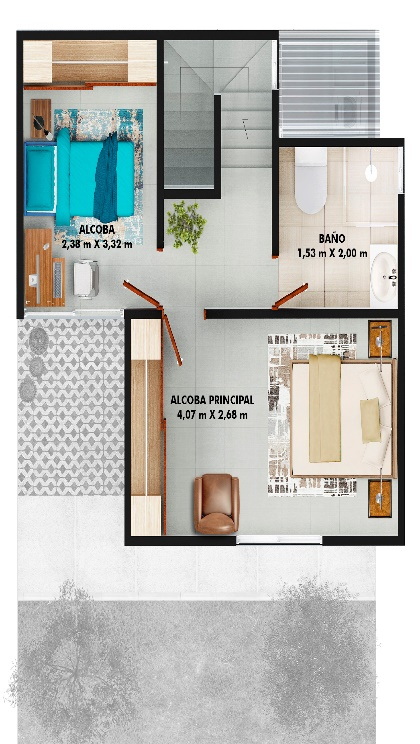 ALCOBA
2,38 m X 3,32 m
BAÑO
1,53 m X 2,00 m
ALCOBA PRINCIPAL
4,07 m X 2,68 m